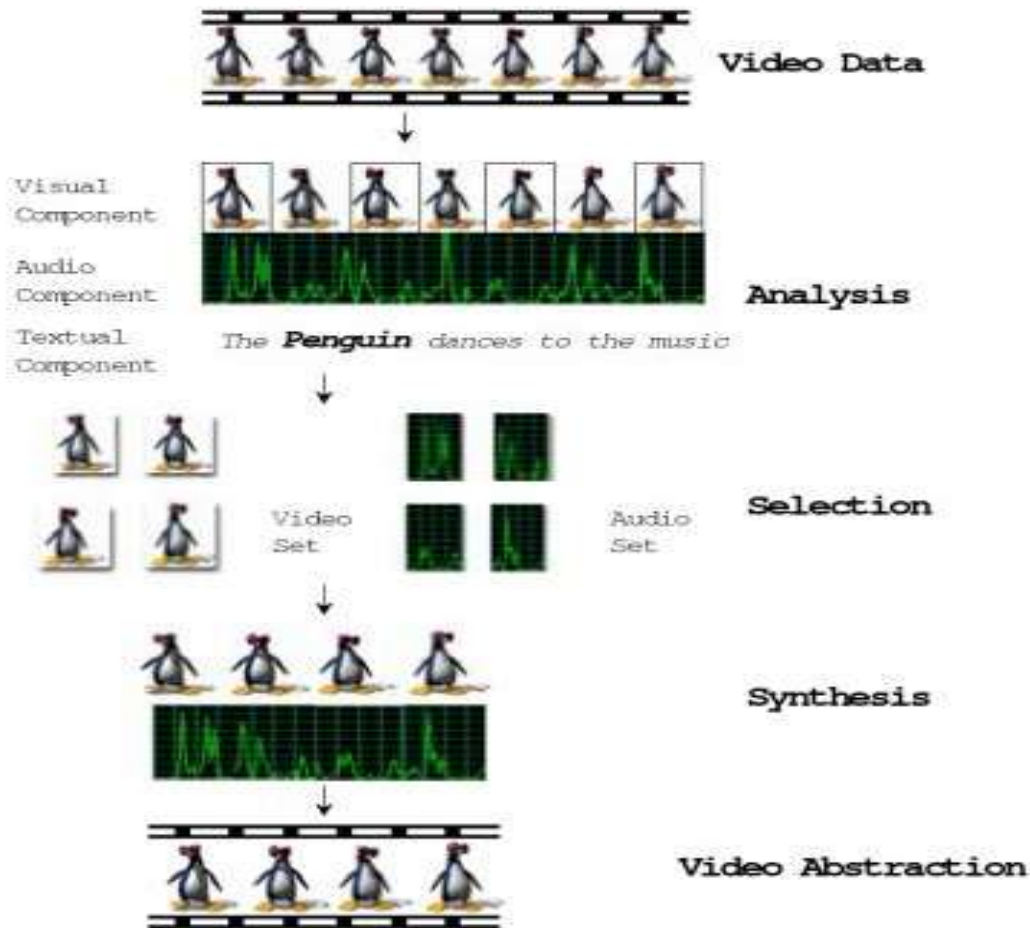 Video Data
Visual
Component
Audio
Component
Analysis
Textual
Component
The Penguin dances to the music
Video
Set
Audio
Set
Selection
Synthesis
Video Abstraction